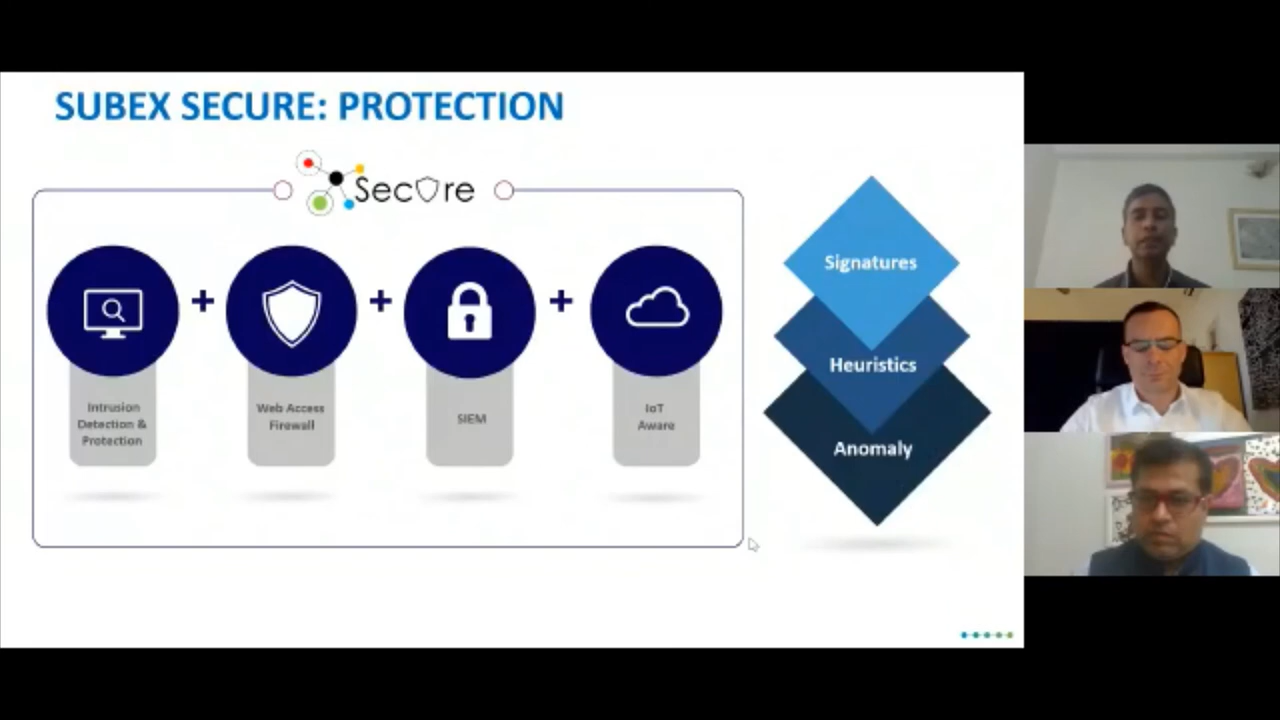 SUBEX SECURE: PROTECTION
Secure
Intrusion
Detection &
Protection
Web Access
Firewall
SIEM
IoT
Aware
Signatures
Heuristics
Anomaly